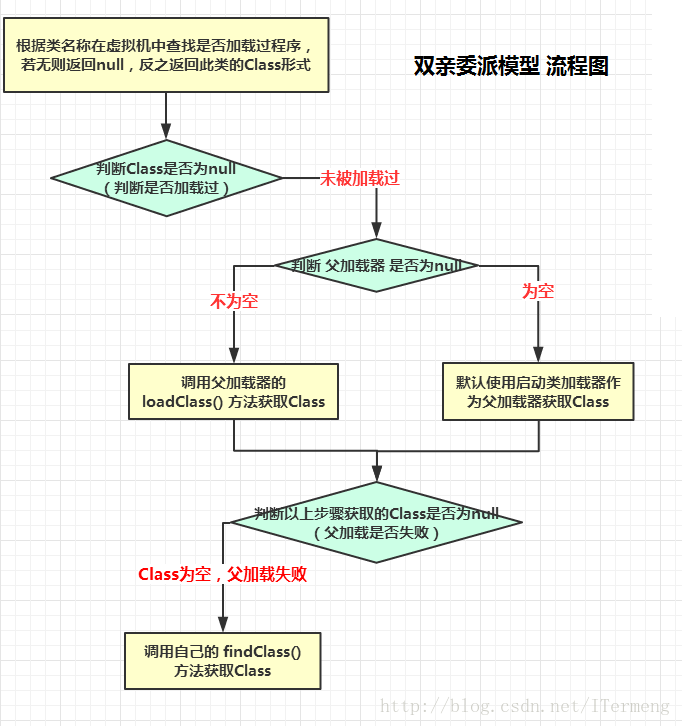 根据类名称在虚拟机中查找是否加载过程序，
若无则返回null，反之返回此类的Class形式
双亲委派模型 流程图
判断Class是否为null
（判断是否加载过）
未被加载过
判断 父加载器 是否为null
不为空
为空
调用父加载器的
loadClass() 方法获取Class
默认使用启动类加载器作
为父加载器获取Class
判断以上步骤获取的Class是否为null
（父加载是否失败）
Class为空，父加载失败
调用自己的 findClass()
方法获取Class
http://blog.csdn.net/ITermeng